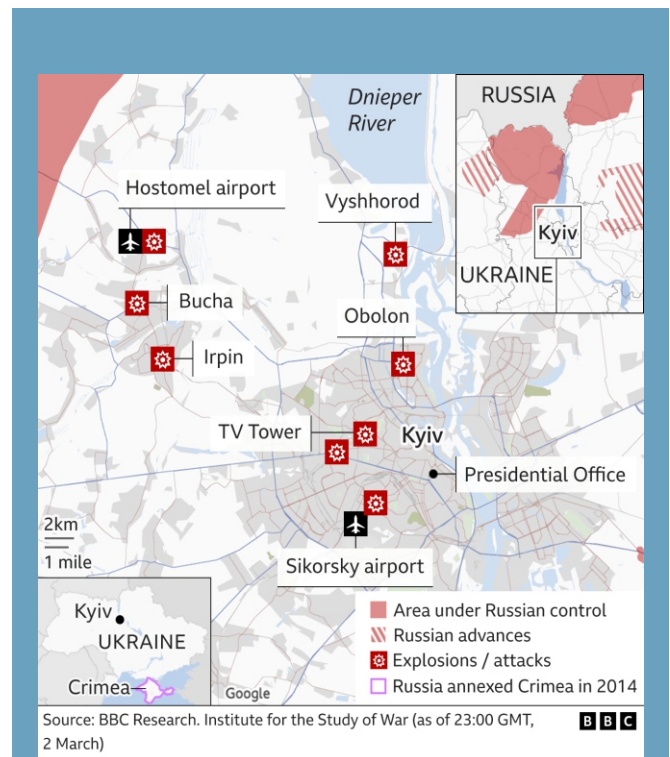 Dnieper
River
RUSSIA
Kyiv
UKRAINE
Hostomel airport
Vyshhorod
Bucha
Obolon
Irpin
TV Tower
Kyiv
Presidential Office
2km
1 mile
Sikorsky airport
Kyiv
UKRAINE
Crimea
Google
Area under Russian control
Russian advances
Explosions / attacks
Russia annexed Crimea in 2014
Source: BBC Research. Institute for the Study of War (as of 23:00 GMT,
2 March)
BBC